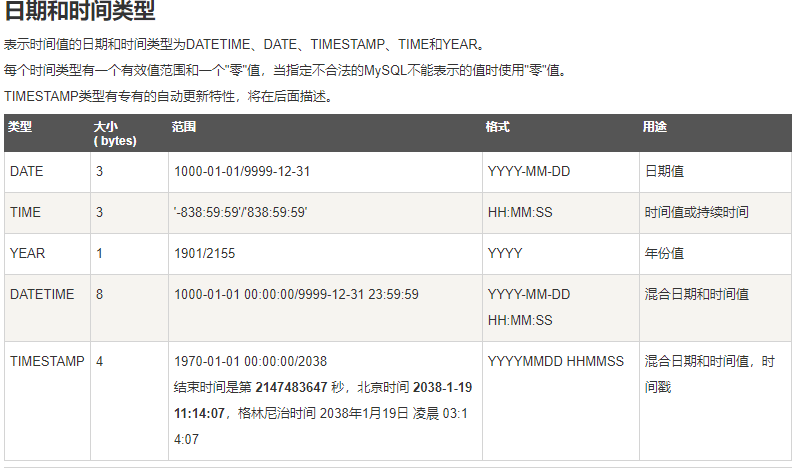 日期和时间类型
表示时间值的日期和时间类型为DATETIME、DATE、TIMESTAMP、TIME和YEAR。
每个时间类型有一个有效值范围和一个"零"值，当指定不合法的MySQL不能表示的值时使用"零"值。
TIMESTAMP类型有专有的自动更新特性，将在后面描述。
类型 大小 范围 格式 用途
( bytes)
DATE 3 1000-01-01/9999-12-31 YYYY-MM-DD 日期值
TIME 3 '-838:59:59'/'838:59:59' HH:MM:SS 时间值或持续时间
YEAR 1 1901/2155 YYYY 年份值
DATETIME 8 1000-01-01 00:00:00/9999-12-31 23:59:59 YYYY-MM-DD 混合日期和时间值
HH:MM:SS
TIMESTAMP 4 1970-01-01 00:00:00/2038 YYYYMMDD HHMMSS 混合日期和时间值，时
结束时间是第 2147483647 秒，北京时间 2038-1-19 间戳
11:14:07，格林尼治时间 2038年1月19日 凌晨 03:1
4:07